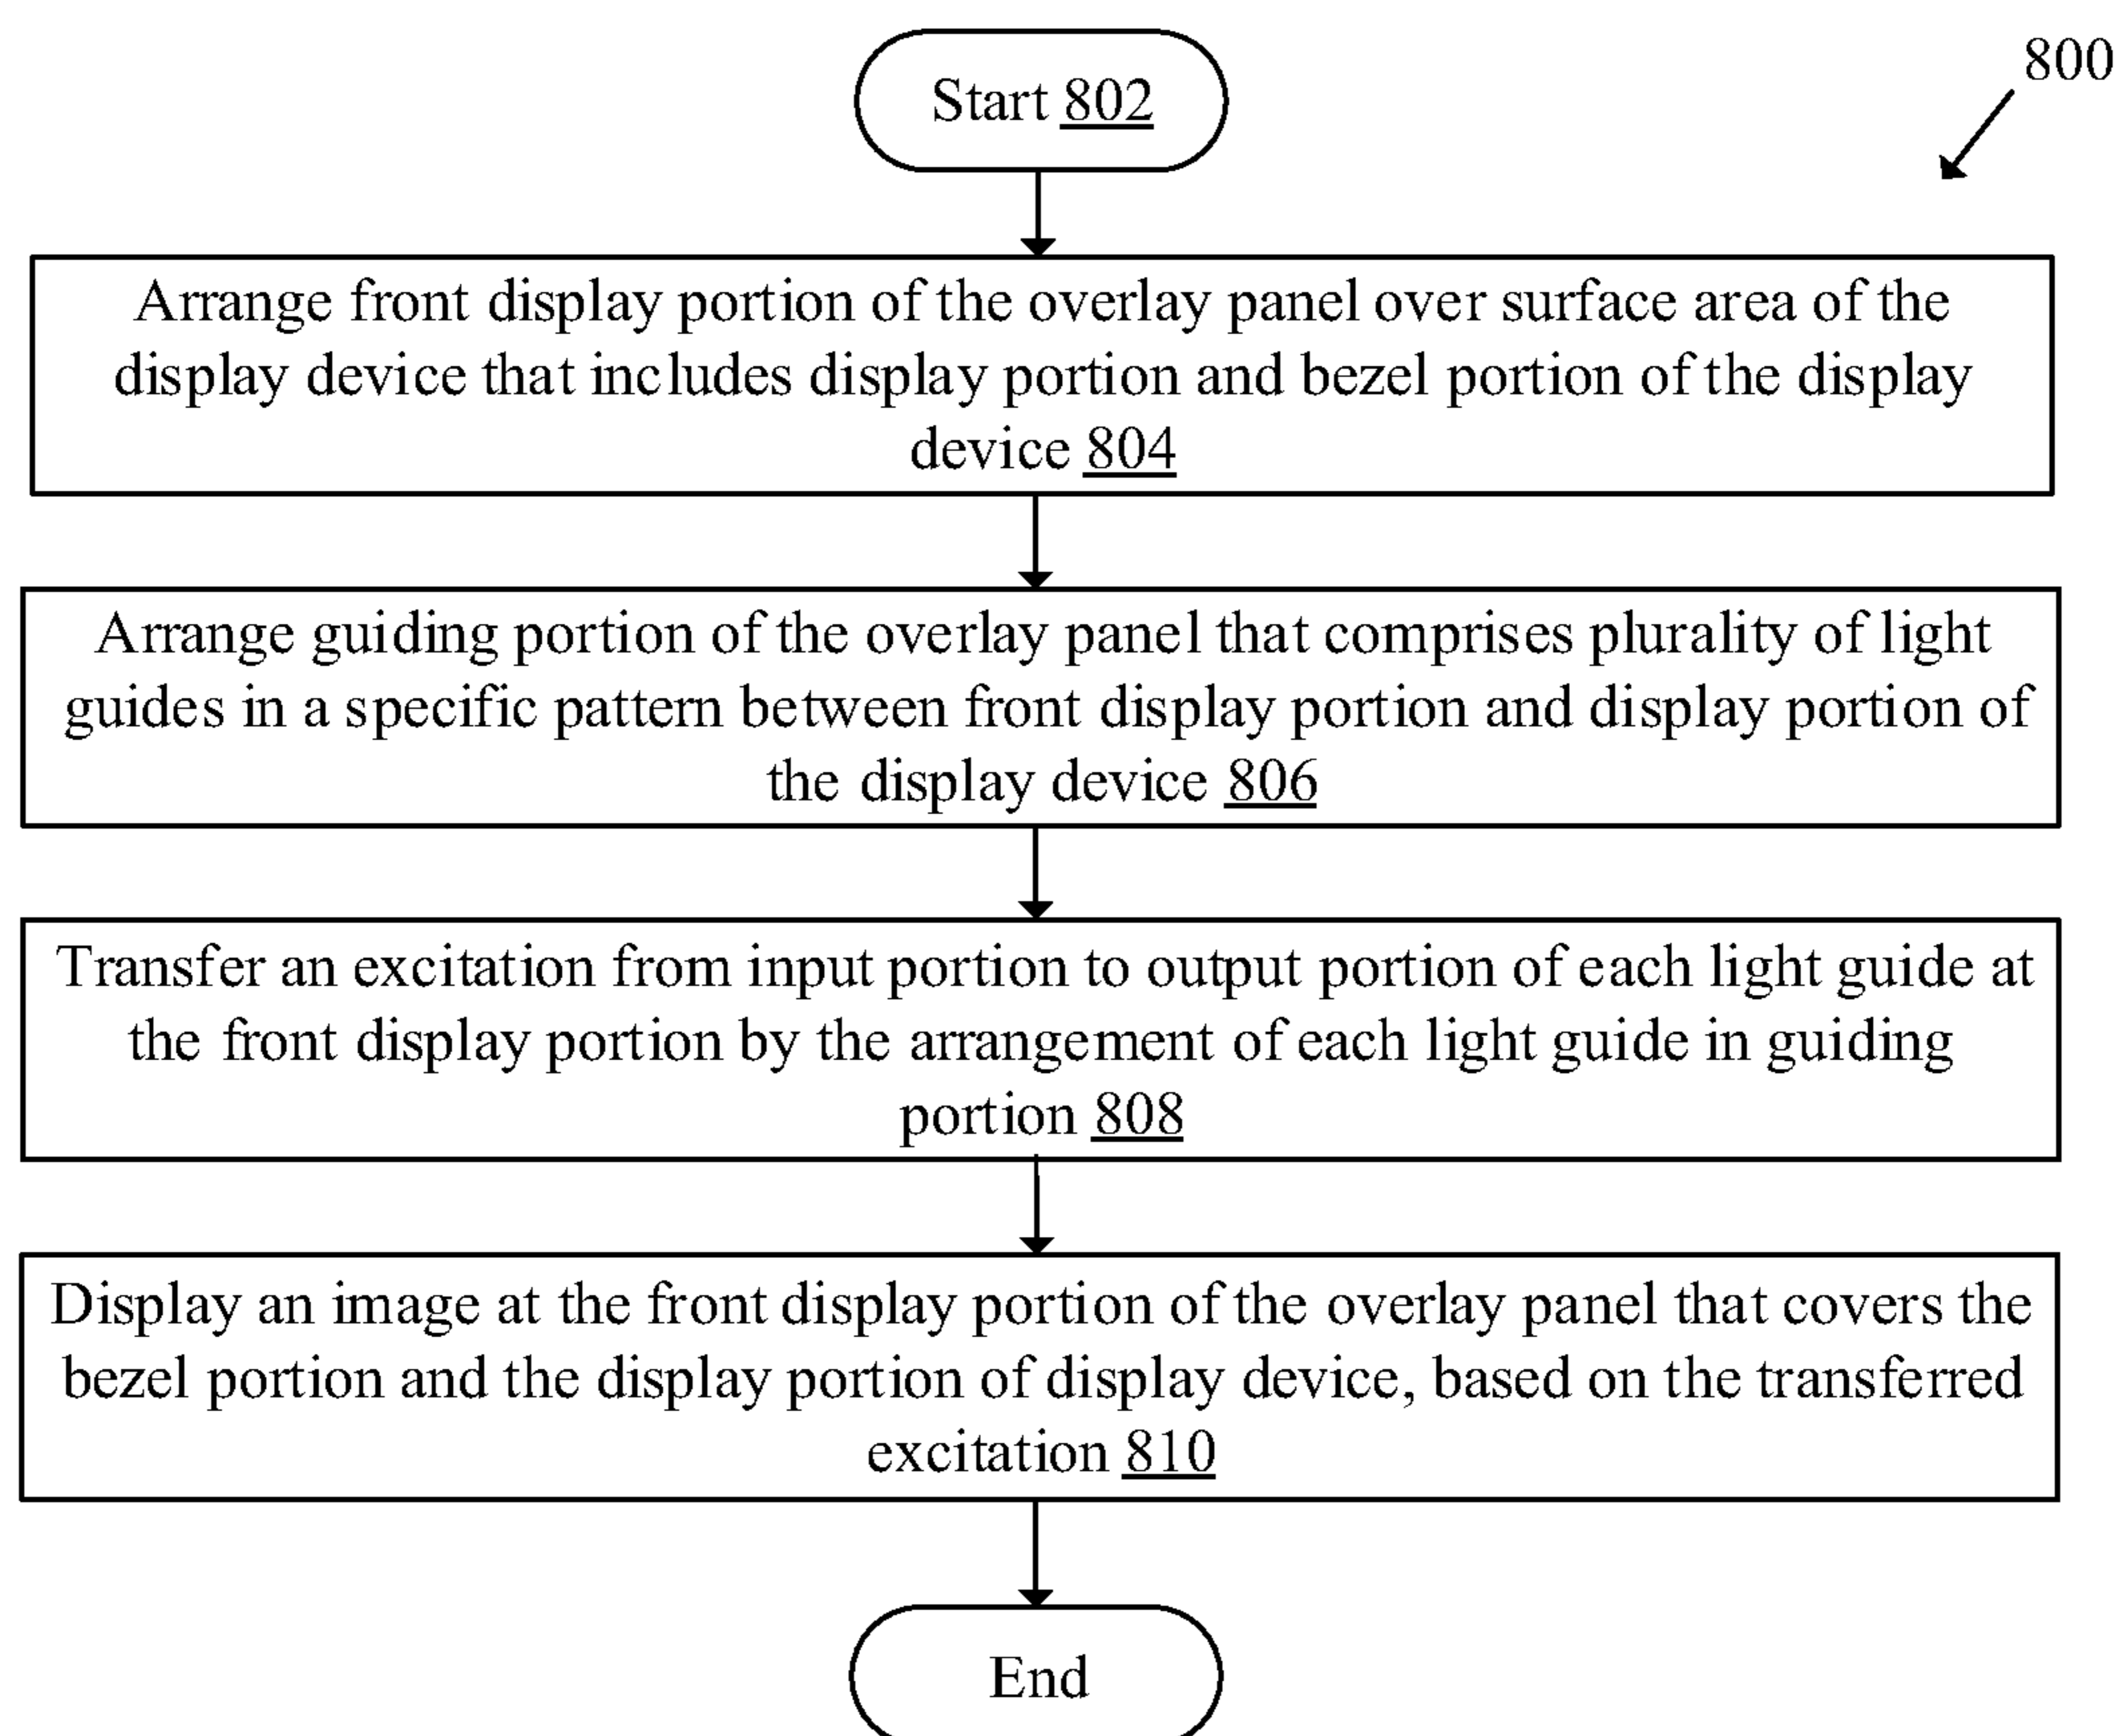 800
Start 802
Arrange front display portion of the overlay panel over surface area of the
display device that includes display portion and bezel portion of the display
device 804
Arrange guiding portion of the overlay panel that comprises plurality of light
guides in a specific pattern between front display portion and display portion of
the display device 806
Transfer an excitation from input portion to output portion of each light guide at
the front display portion by the arrangement of each light guide in guiding
portion 808
Display an image at the front display portion of the overlay panel that covers the
bezel portion and the display portion of display device, based on the transferred
excitation 810
End